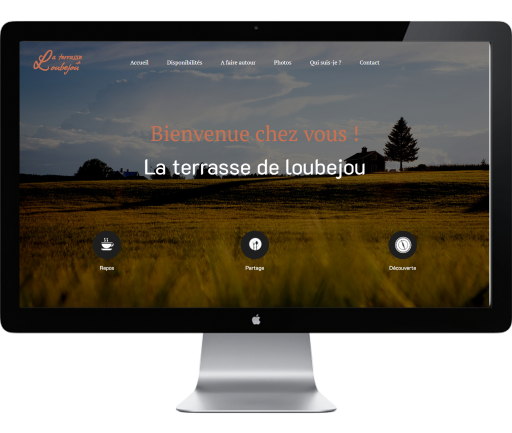 La terrasse
de
Loubejou
Accueil
Disponibilités
A faire autour
Photos
Qui suis-je ?
Contact
Bienvenue chez vous !
La terrasse de loubejou
Repos
Partage
Découverte